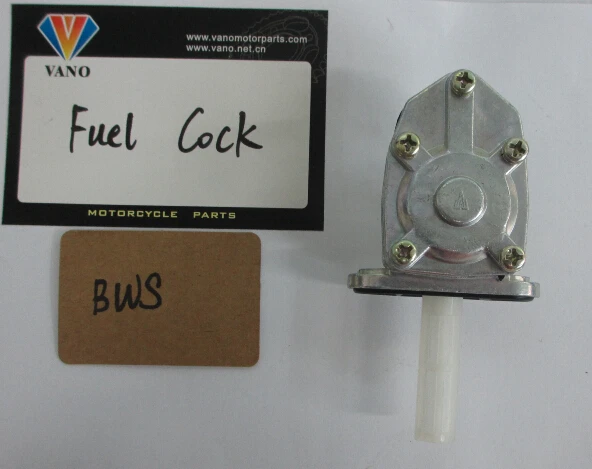 www.vanomotorparts.com
www.vano.net.cn
VANO
Fuel Cock
MOTORCYCLE PARTS
BWS